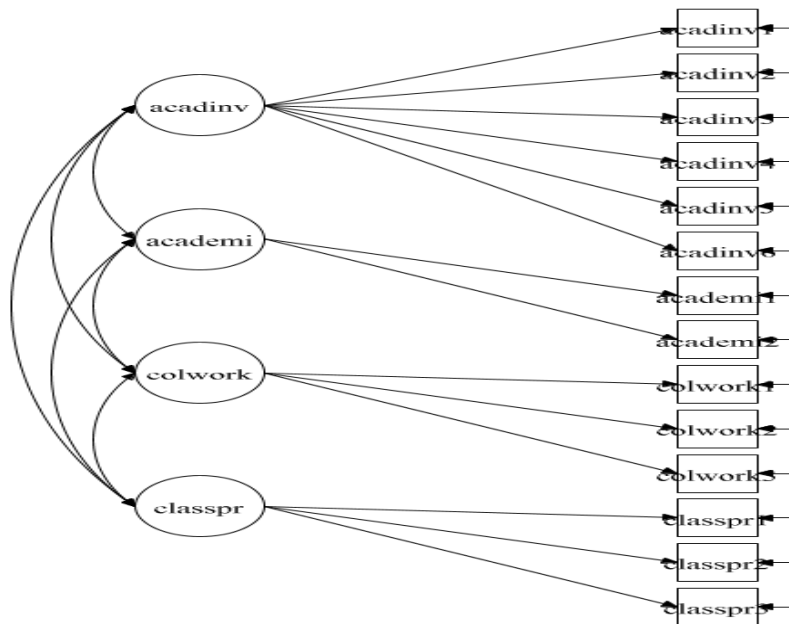 acadinv1
acadinv2
acadinv
acadinv3
acadinv4
acadinv5
academi
acadinv6
academi1
academi2
colwork
colwork1
colwork2
colwork3
classpr
classpr1
classpr2
classpr3